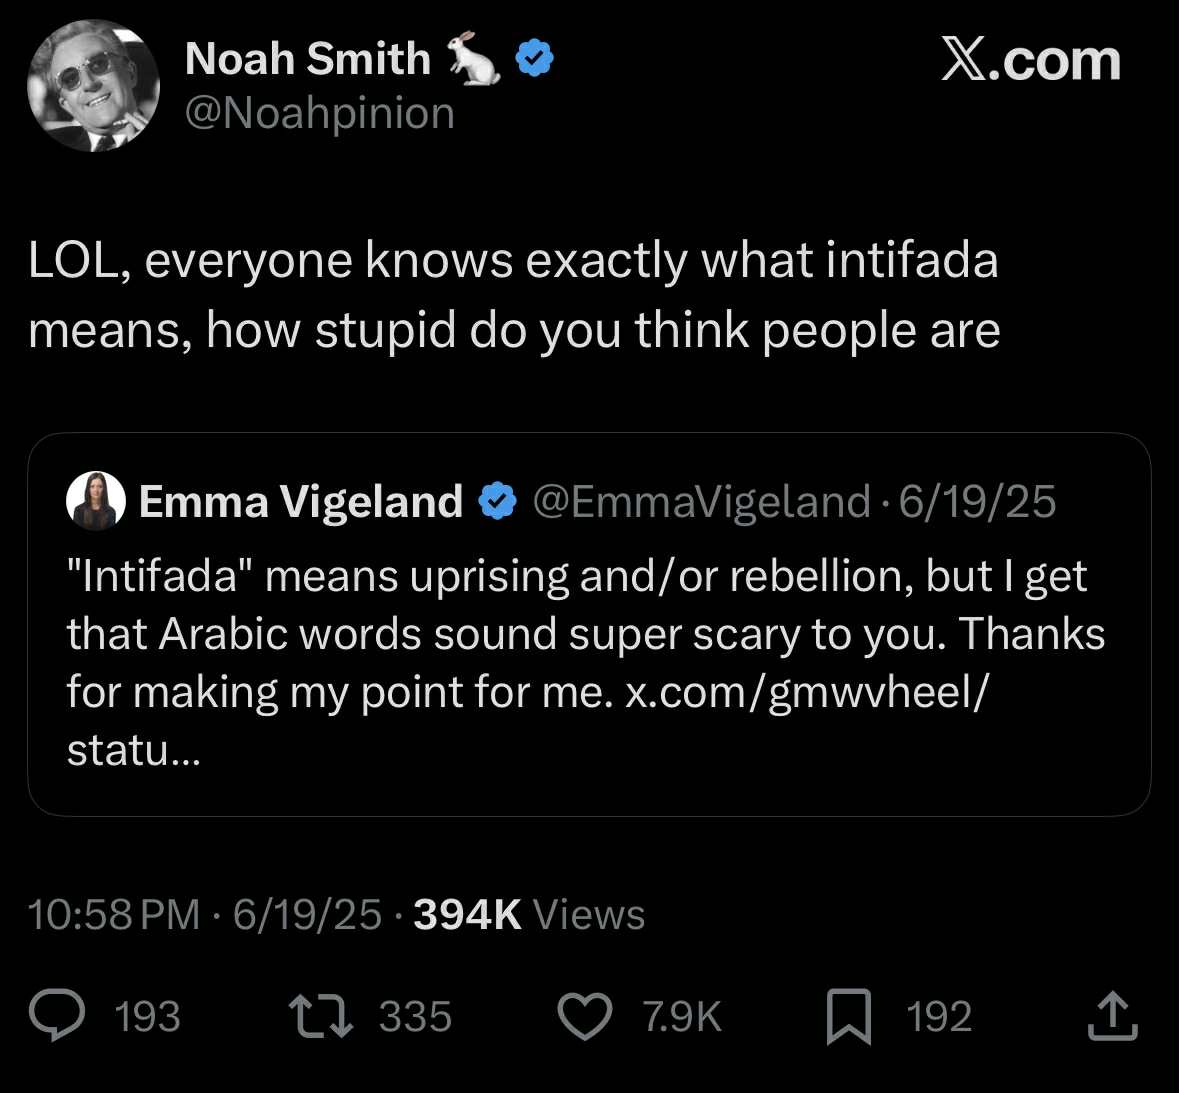 Noah Smith 🐇
X.com
@Noahpinion
LOL, everyone knows exactly what intifada
means, how stupid do you think people are
Emma Vigeland @EmmaVigeland · 6/19/25
"Intifada" means uprising and/or rebellion, but I get
that Arabic words sound super scary to you. Thanks
for making my point for me. x.com/gmwvheel/
statu...
10:58 PM · 6/19/25 · 394K Views
193 335 7.9K 192